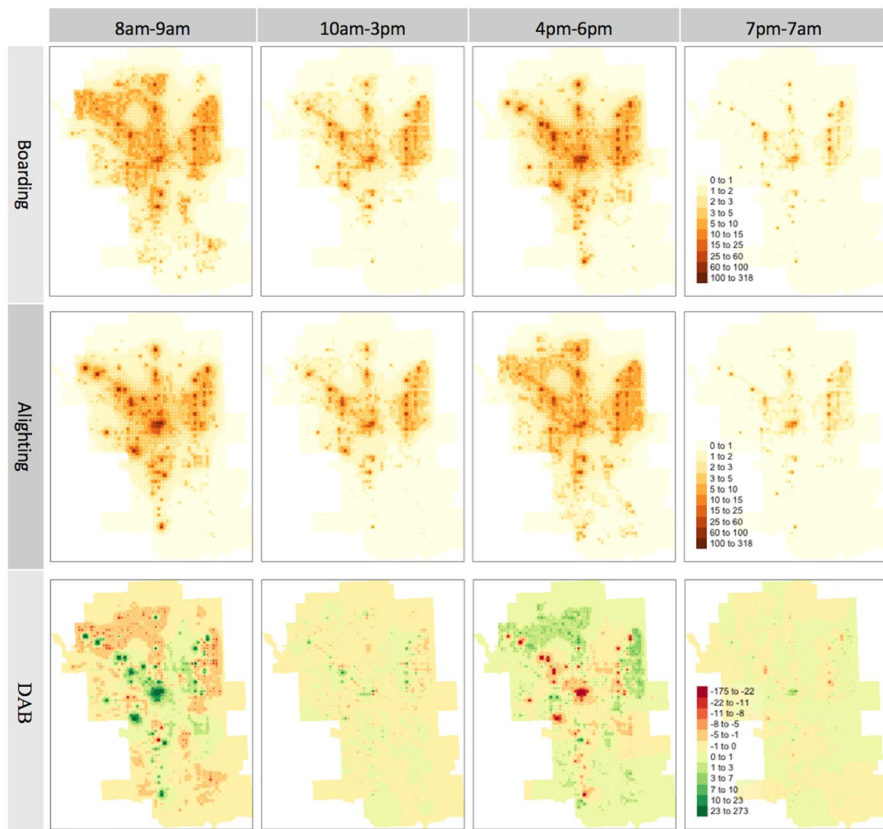 8am-9am
10am-3pm
4pm-6pm
7pm-7am
Boarding
0 to 1
1 to 2
2 to 3
3 to 5
5 to 10
10 to 15
15 to 25
25 to 60
60 to 100
100 to 318
Alighting
0 to 1
1 to 2
2 to 3
3 to 5
5 to 10
10 to 15
15 to 25
25 to 60
60 to 100
100 to 318
DAB
-175 to -22
-22 to -11
-11 to -8
-8 to -5
-5 to -1
-1 to 0
0 to 1
1 to 3
3 to 7
7 to 10
10 to 23
23 to 273